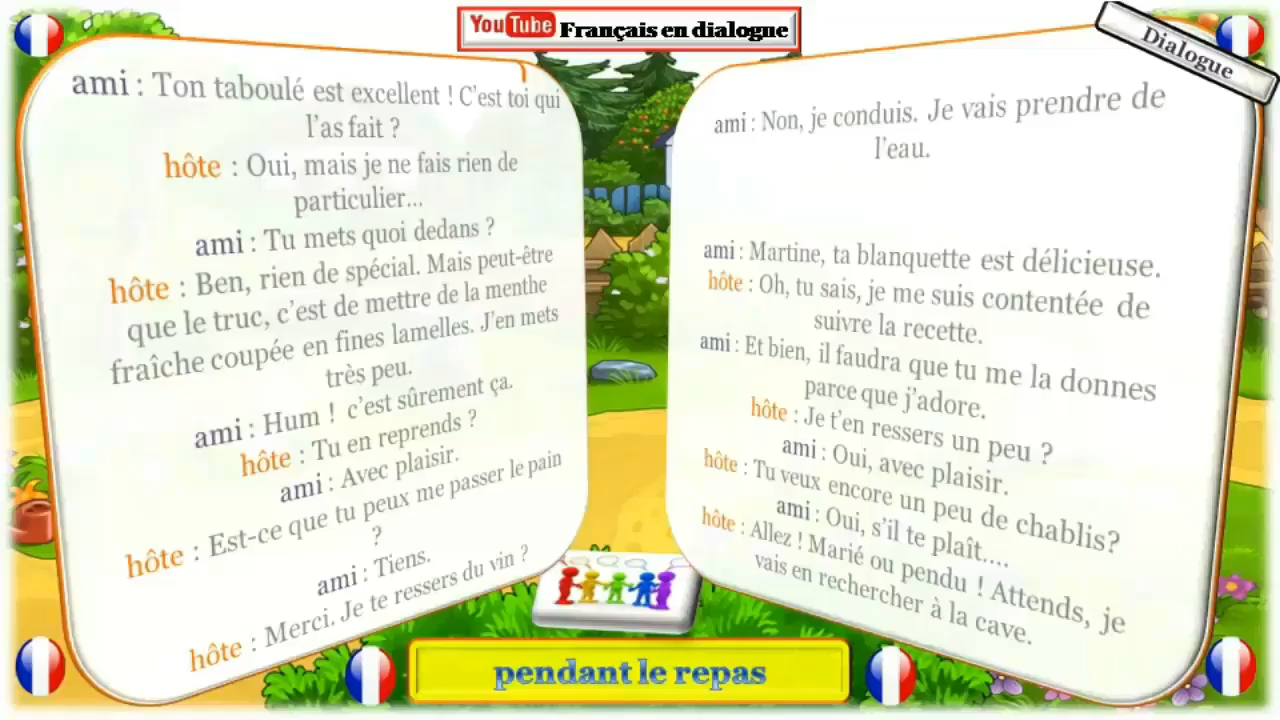 YouTube Français en dialogue
Dialogue
ami : Ton taboulé est excellent ! C'est toi qui
l'as fait ?
hôte : Oui, mais je ne fais rien de
particulier...
ami : Tu mets quoi dedans ?
hôte : Ben, rien de spécial. Mais peut-être
que le truc, c'est de mettre de la menthe
fraîche coupée en fines lamelles. J'en mets
très peu.
ami : Hum ! c'est sûrement ça.
hôte : Tu en reprends ?
ami : Avec plaisir.
hôte : Est-ce que tu peux me passer le pain
?
ami : Tiens.
hôte : Merci. Je te ressers du vin ?
ami : Non, je conduis. Je vais prendre de
l'eau.
ami : Martine, ta blanquette est délicieuse.
hôte : Oh, tu sais, je me suis contentée de
suivre la recette.
ami : Et bien, il faudra que tu me la donnes
parce que j'adore.
hôte : Je t'en ressers un peu ?
ami : Oui, avec plaisir.
hôte : Tu veux encore un peu de chablis?
ami : Oui, s'il te plaît....
hôte : Allez ! Marié ou pendu ! Attends, je
vais en rechercher à la cave.
pendant le repas